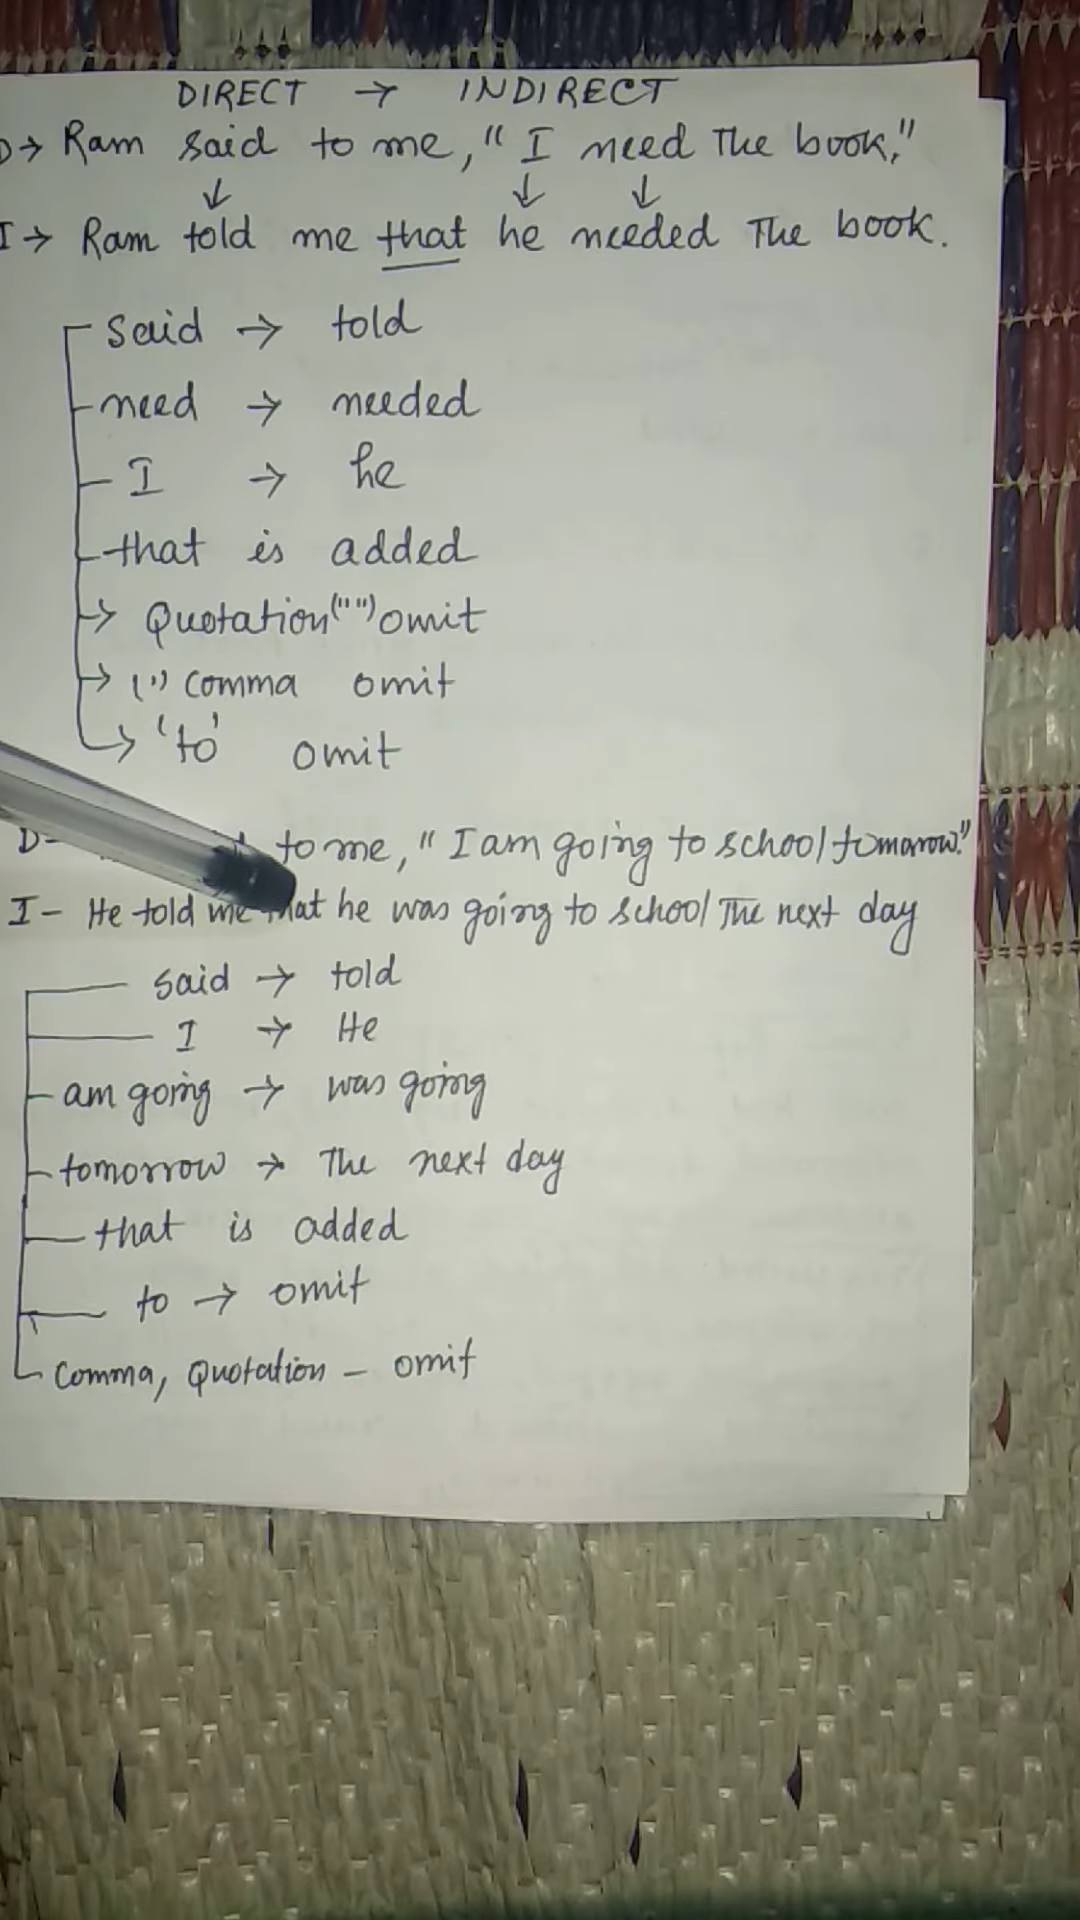 DIRECT → INDIRECT
D→ Ram said to me, "I need The book,"
↓ ↓ ↓
I→ Ram told me that he needed The book.
said → told
need → needed
I → he
that is added
→ Quotation ("") omit
→ (,) comma omit
→ 'to' omit
D- to me, "I am going to school tomorow."
I - He told me that he was going to school The next day
said → told
I → He
am going → was going
tomorrow → The next day
that is added
to → omit
Comma, Quotation - omit